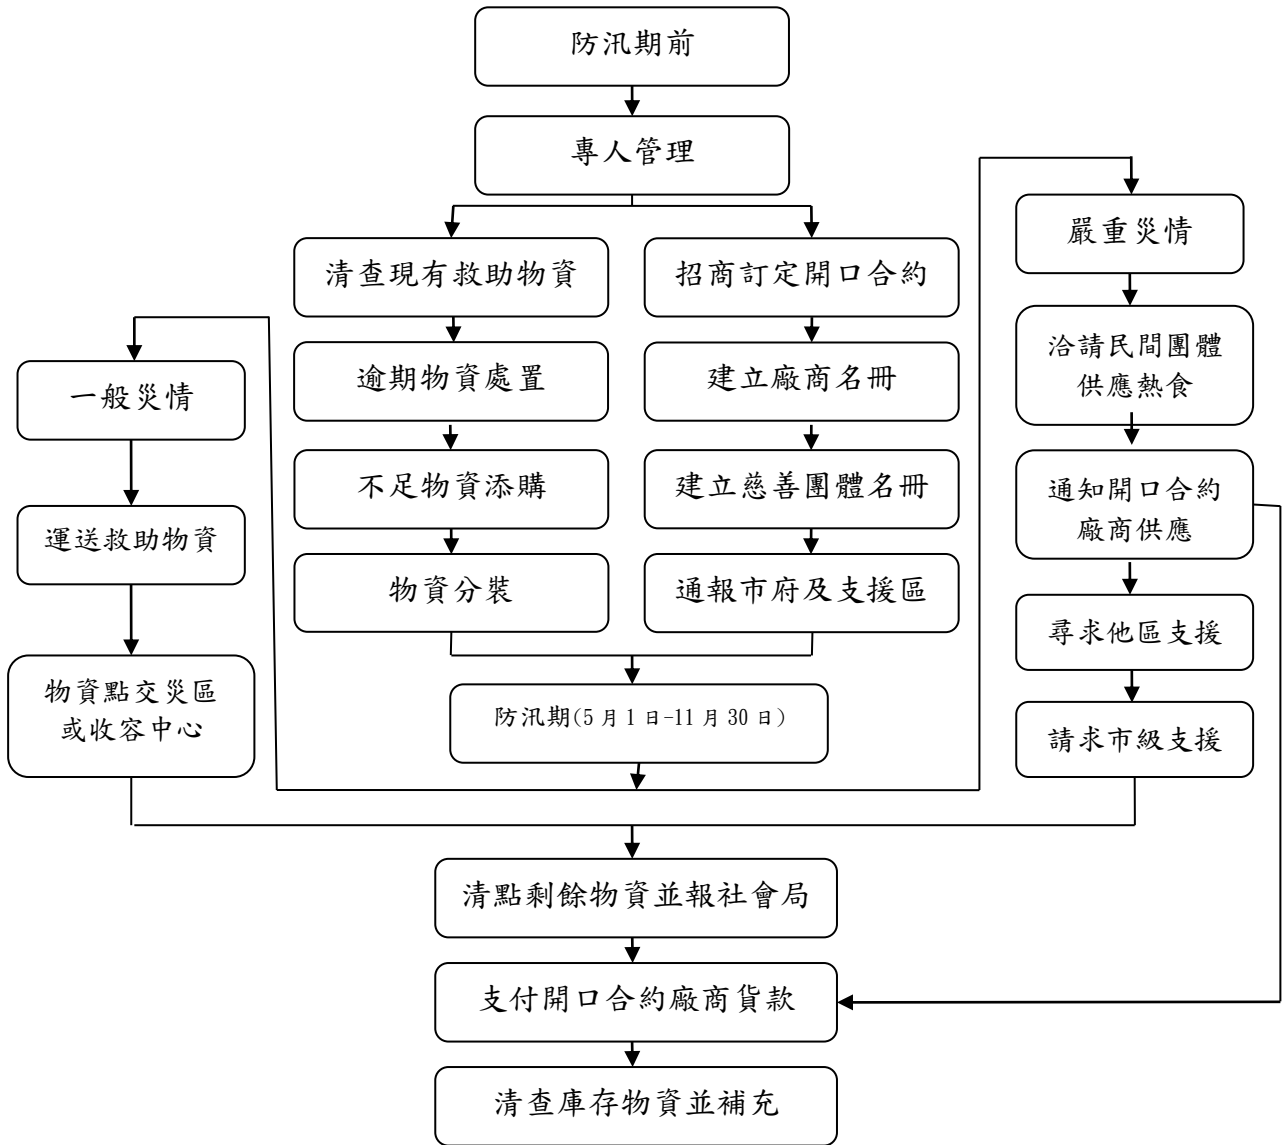 防汛期前
專人管理
清查現有救助物資
逾期物資處置
不足物資添購
物資分裝
招商訂定開口合約
建立廠商名冊
建立慈善團體名冊
通報市府及支援區
防汛期(5月1日-11月30日)
一般災情
運送救助物資
物資點交災區
或收容中心
嚴重災情
洽請民間團體
供應熱食
通知開口合約
廠商供應
尋求他區支援
請求市級支援
清點剩餘物資並報社會局
支付開口合約廠商貨款
清查庫存物資並補充